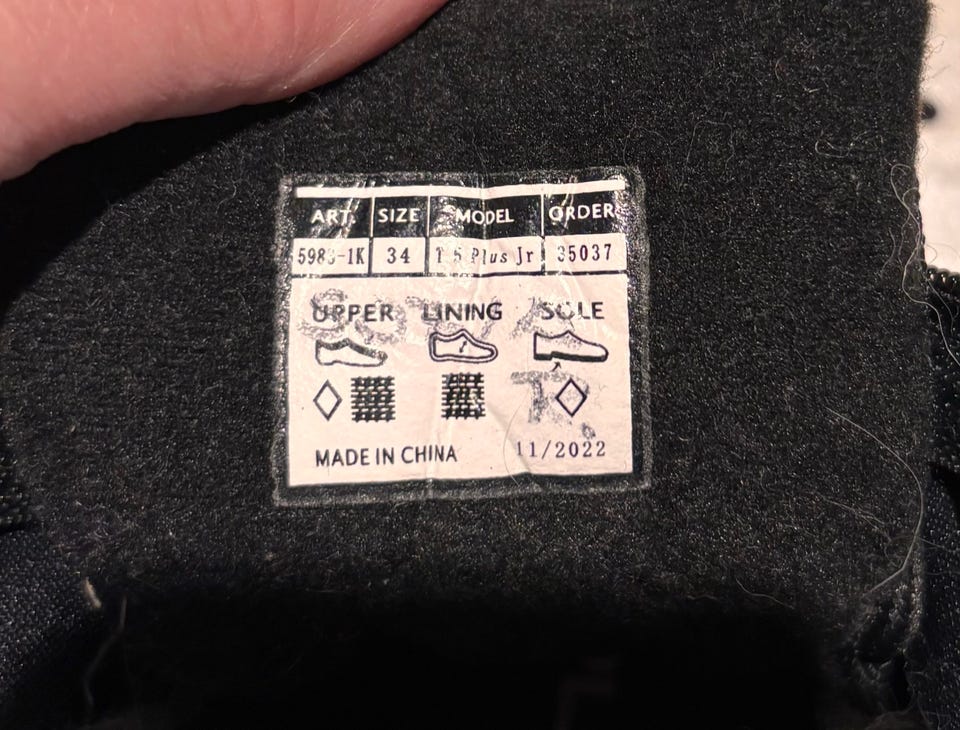 ART. SIZE MODEL ORDER
34 Plus Jr 35037
UPPER LINING SOLE
MADE IN CHINA 11/2022